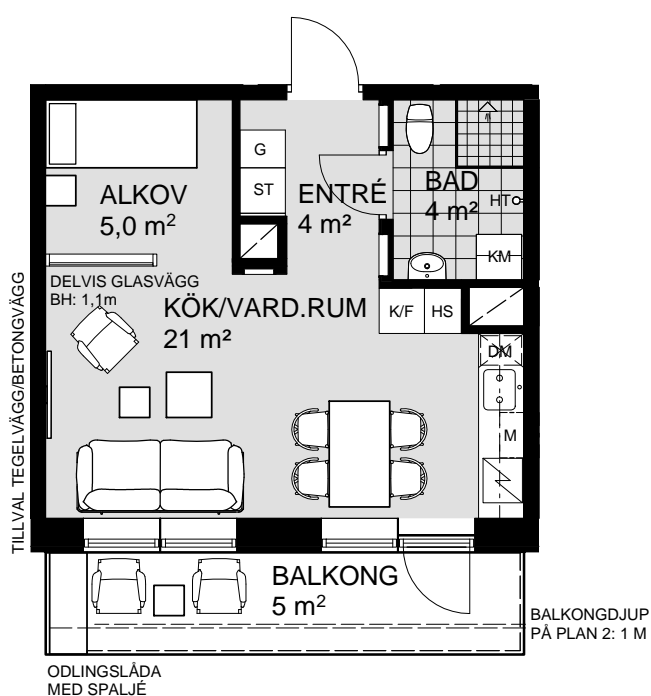 G
ST
ALKOV
5,0 m²
ENTRÉ
4 m²
BAD
4 m²
HT
KM
DELVIS GLASVÄGG
BH: 1,1m
KÖK/VARD.RUM
21 m²
K/F
HS
DM
M
TILLVAL TEGELVÄGG/BETONGVÄGG
BALKONG
5 m²
BALKONGDJUP
PÅ PLAN 2: 1 M
ODLINGSLÅDA
MED SPALJÉ